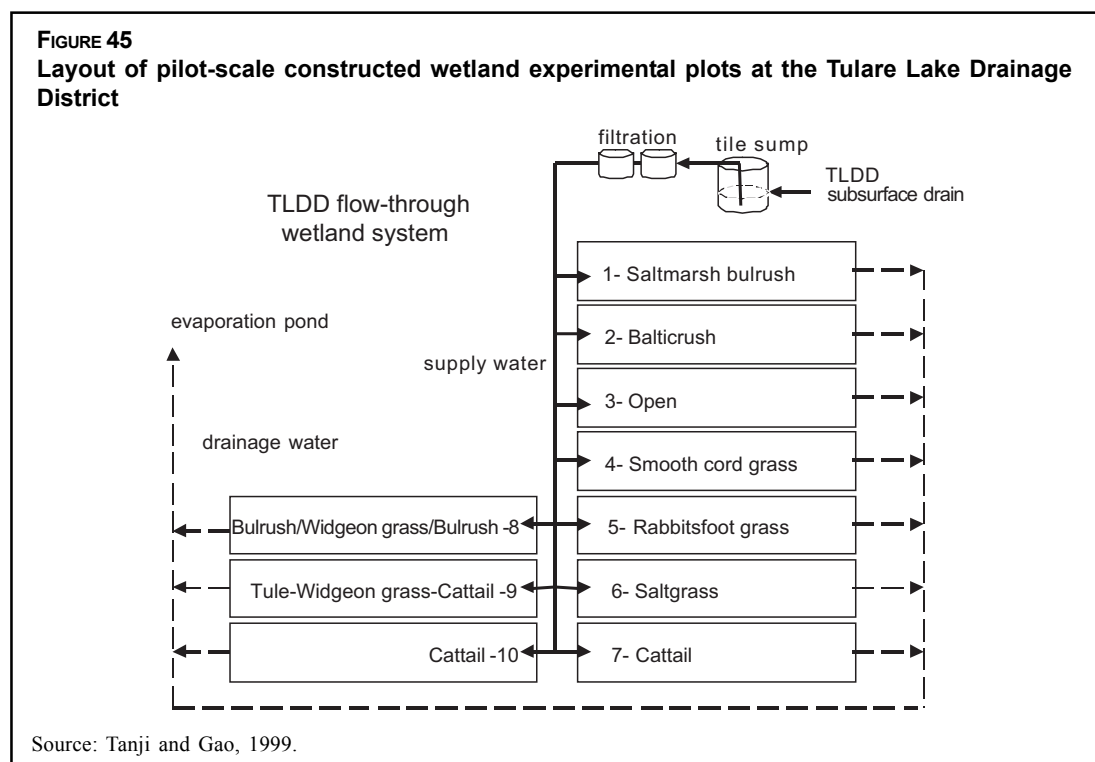 FIGURE 45
Layout of pilot-scale constructed wetland experimental plots at the Tulare Lake Drainage
District
filtration
tile sump
TLDD
subsurface drain
TLDD flow-through
wetland system
1- Saltmarsh bulrush
evaporation pond
2- Balticrush
supply water
3- Open
drainage water
4- Smooth cord grass
Bulrush/Widgeon grass/Bulrush -8
5- Rabbitsfoot grass
Tule-Widgeon grass-Cattail -9
6- Saltgrass
Cattail -10
7- Cattail
Source: Tanji and Gao, 1999.